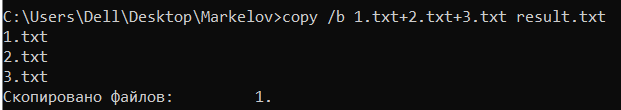 C:\Users\Dell\Desktop\Markelov>copy /b 1.txt+2.txt+3.txt result.txt
1.txt
2.txt
3.txt
Скопировано файлов:         1.